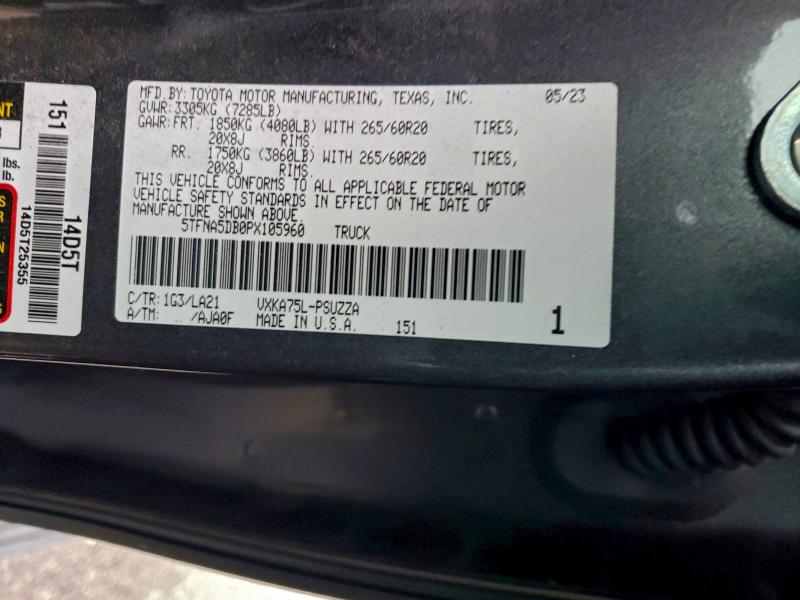 MFD.BY:TOYOTA MOTOR MANUFACTURING, TEXAS, INC. 05/23
GVWR:3305KG (7285LB)
GAWR:FRT. 1850KG (4080LB) WITH 265/60R20 TIRES,
20X8J RIMS.
RR. 1750KG (3860LB) WITH 265/60R20 TIRES,
20X8J RIMS.
THIS VEHICLE CONFORMS TO ALL APPLICABLE FEDERAL MOTOR
VEHICLE SAFETY STANDARDS IN EFFECT ON THE DATE OF
MANUFACTURE SHOWN ABOVE.
5TFNA5DB0PX105960 TRUCK
C/TR:1G3/LA21 VXKA75L-PSUZZA
A/TM: /AJA0F MADE IN U.S.A. 151 1
151
14D5T
14D5T25355
lbs.
lb.